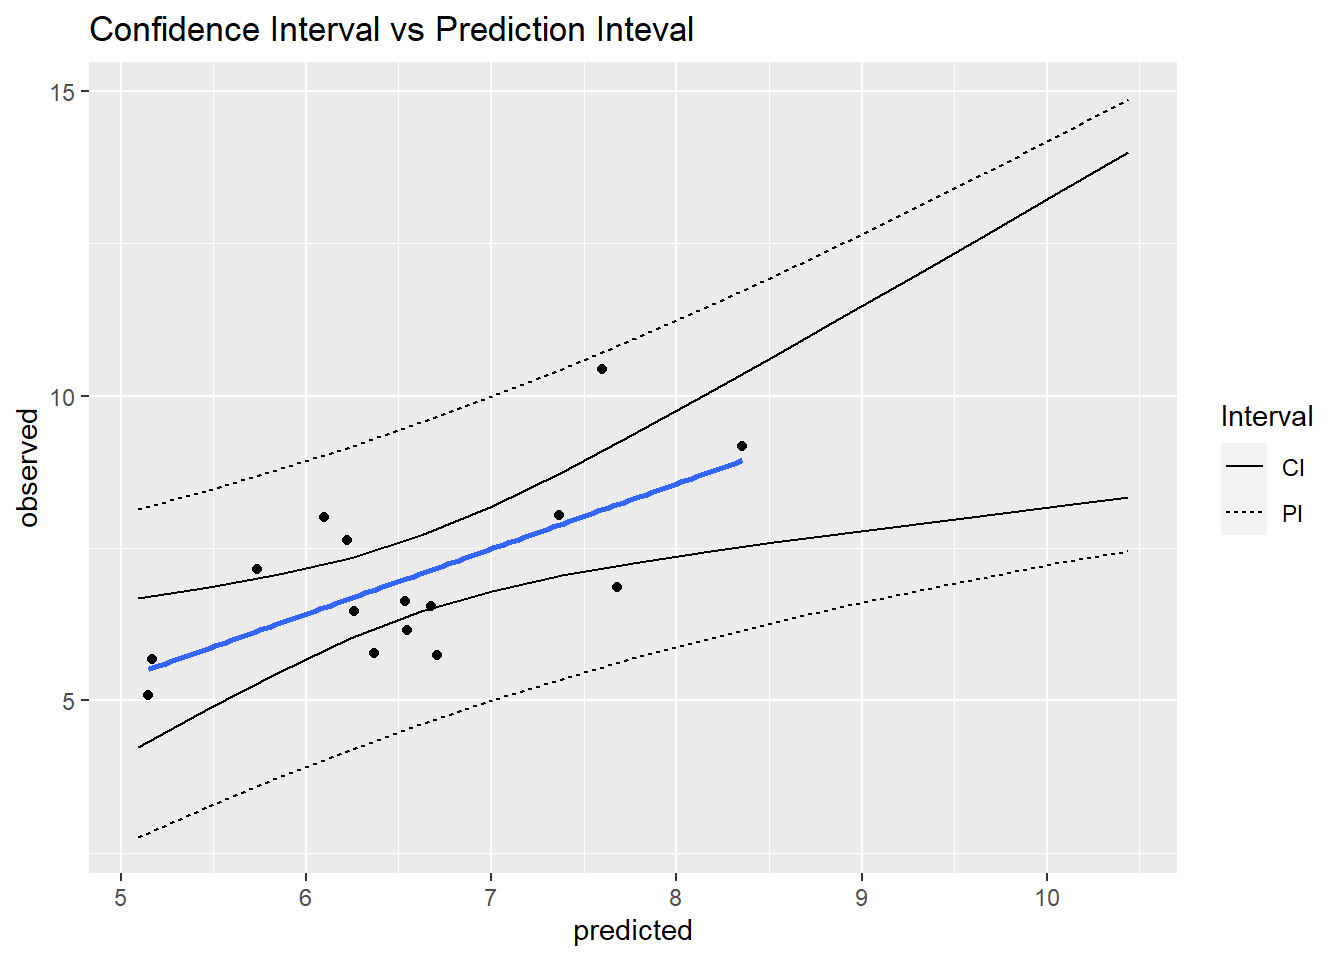 Confidence Interval vs Prediction Inteval
15
10
5
observed
5 6 7 8 9 10
predicted
Interval
CI
PI